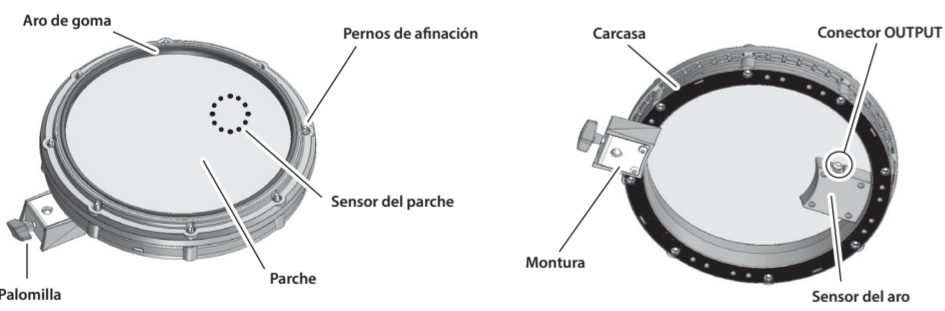 Aro de goma
Pernos de afinación
Sensor del parche
Parche
Palomilla
Carcasa
Conector OUTPUT
Montura
Sensor del aro